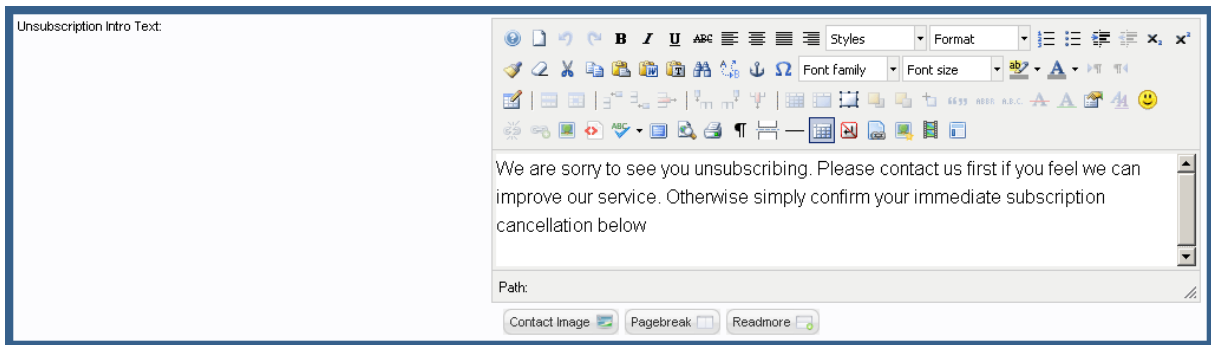 Unsubscription Intro Text:
B I U ABC Styles Format
Font family Font size
We are sorry to see you unsubscribing. Please contact us first if you feel we can
improve our service. Otherwise simply confirm your immediate subscription
cancellation below
Path:
Contact Image Pagebreak Readmore